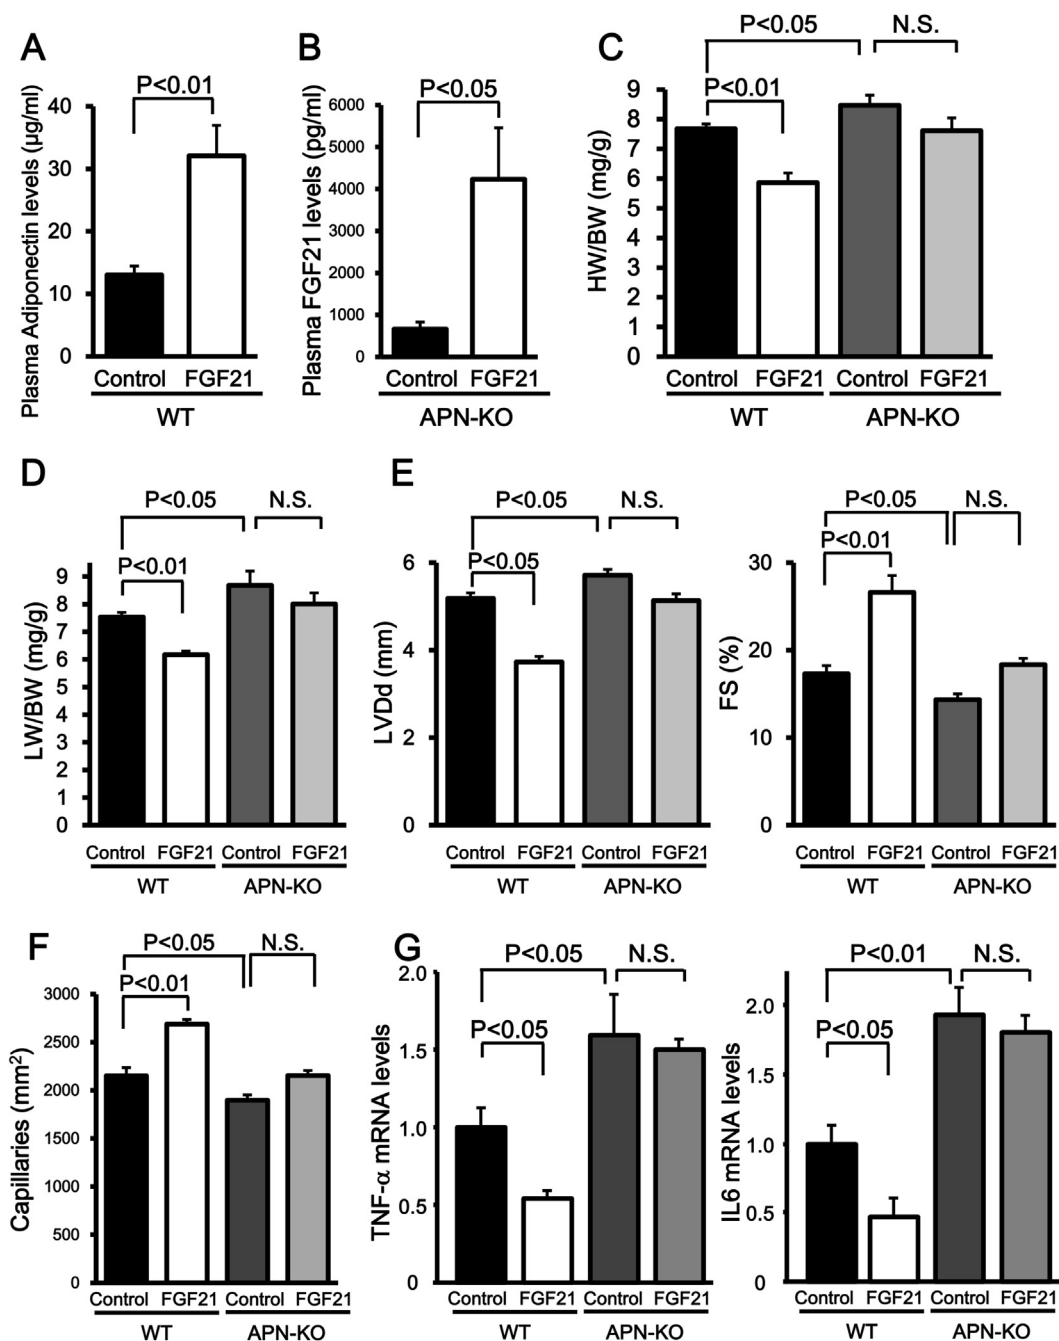 A
P<0.01
Plasma Adiponectin levels (μg/ml)
40
30
20
10
0
Control FGF21
WT
B
P<0.05
Plasma FGF21 levels (pg/ml)
6000
5000
4000
3000
2000
1000
0
Control FGF21
APN-KO
C
P<0.05 N.S.
P<0.01
HW/BW (mg/g)
9
8
7
6
5
4
3
2
1
0
Control FGF21 Control FGF21
WT APN-KO
D
P<0.05 N.S.
P<0.01
LW/BW (mg/g)
9
8
7
6
5
4
3
2
1
0
Control FGF21 Control FGF21
WT APN-KO
E
P<0.05 N.S.
P<0.05
LVDd (mm)
6
4
2
0
Control FGF21 Control FGF21
WT APN-KO
P<0.05 N.S.
P<0.01
FS (%)
30
20
10
0
Control FGF21 Control FGF21
WT APN-KO
F
P<0.05 N.S.
P<0.01
Capillaries (mm²)
3000
2500
2000
1500
1000
500
0
Control FGF21 Control FGF21
WT APN-KO
G
P<0.05 N.S.
P<0.05
TNF-α mRNA levels
2.0
1.5
1.0
0.5
0
Control FGF21 Control FGF21
WT APN-KO
P<0.01 N.S.
P<0.05
IL6 mRNA levels
2.0
1.5
1.0
0.5
0
Control FGF21 Control FGF21
WT APN-KO